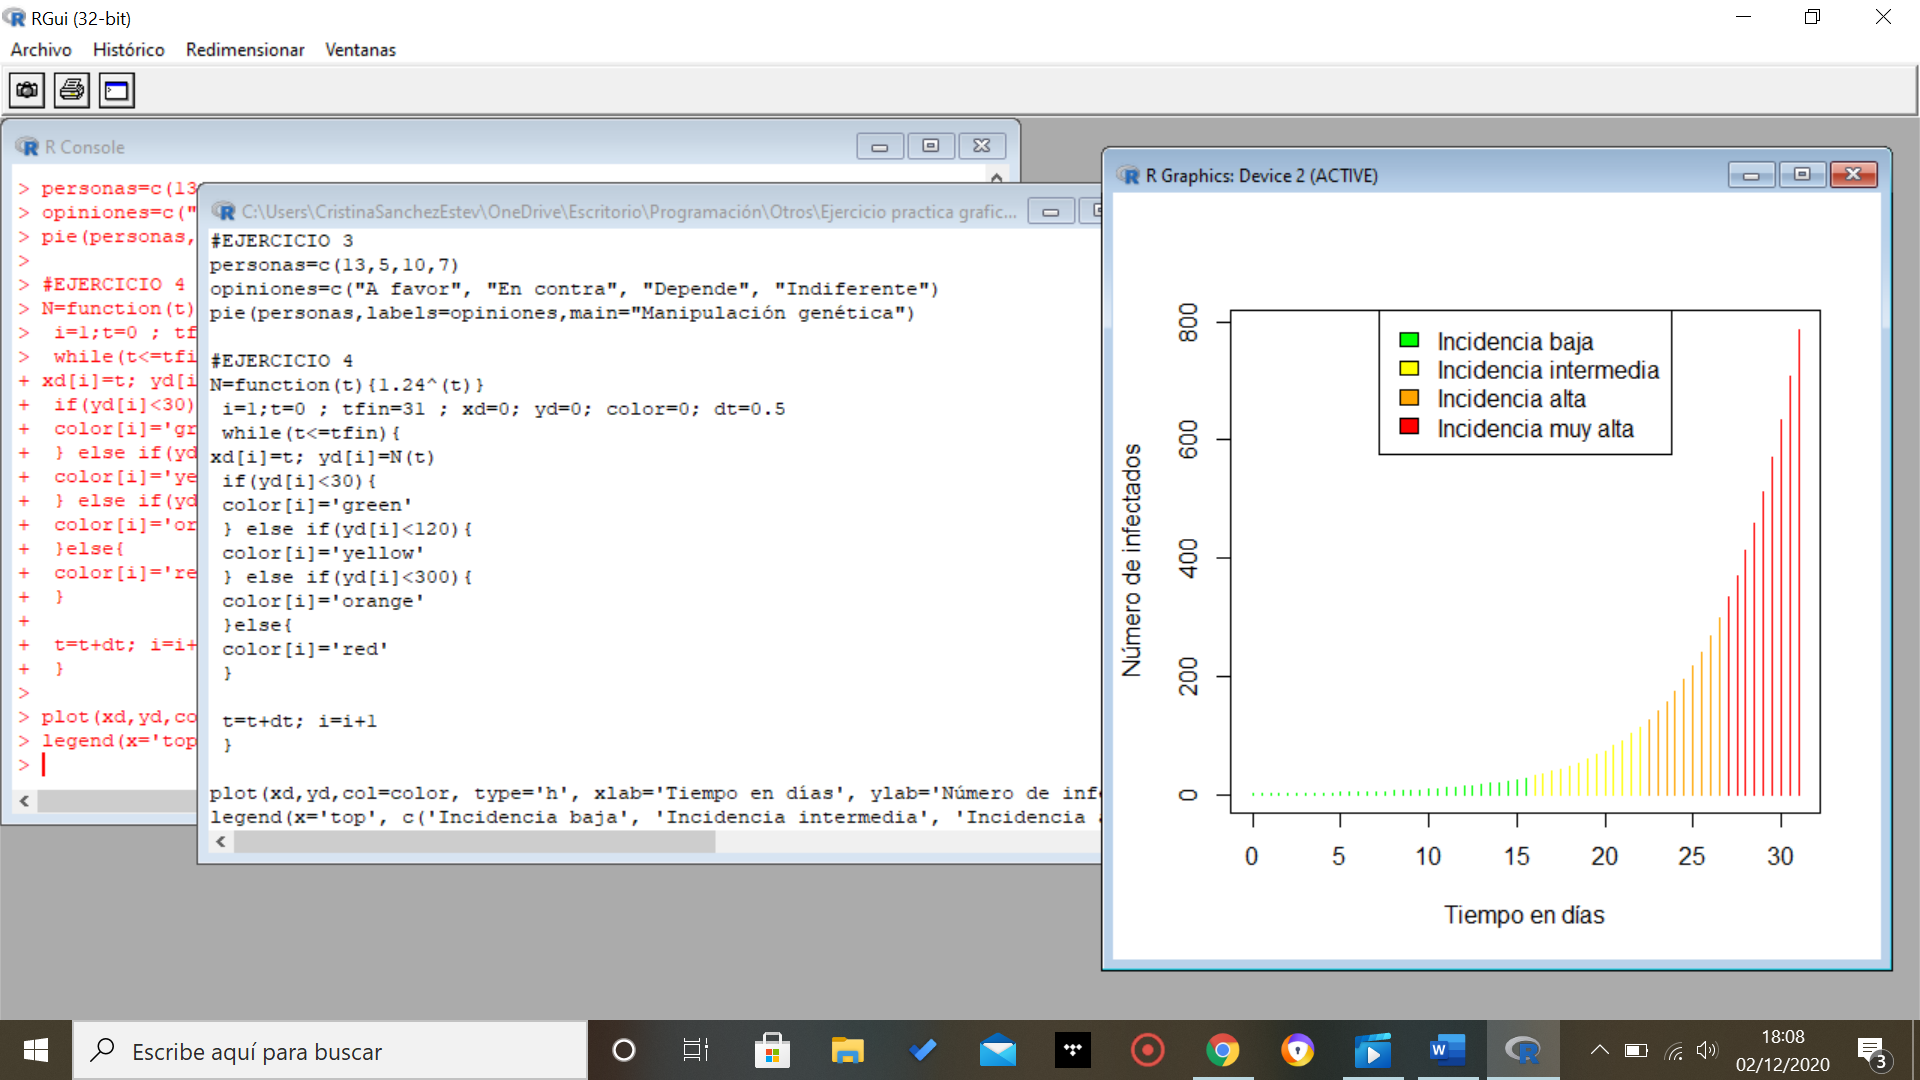 RGui (32-bit)
Archivo Histórico Redimensionar Ventanas
R Console
> personas=c(13
> opiniones=c("
> pie(personas,
>
> #EJERCICIO 4
> N=function(t)
>  i=1;t=0 ; tf
>  while(t<=tfi
+ xd[i]=t; yd[i
+  if(yd[i]<30)
+  color[i]='gr
+  } else if(yd
+  color[i]='ye
+  } else if(yd
+  color[i]='or
+  }else{
+  color[i]='re
+  }
+
+  t=t+dt; i=i+
+  }
>
> plot(xd,yd,co
> legend(x='top
>
C:\Users\CristinaSanchezEstev\OneDrive\Escritorio\Programación\Otros\Ejercicio practica grafic...
#EJERCICIO 3
personas=c(13,5,10,7)
opiniones=c("A favor", "En contra", "Depende", "Indiferente")
pie(personas,labels=opiniones,main="Manipulación genética")
#EJERCICIO 4
N=function(t){1.24^(t)}
i=1;t=0 ; tfin=31 ; xd=0; yd=0; color=0; dt=0.5
while(t<=tfin){
xd[i]=t; yd[i]=N(t)
if(yd[i]<30){
color[i]='green'
} else if(yd[i]<120){
color[i]='yellow'
} else if(yd[i]<300){
color[i]='orange'
}else{
color[i]='red'
}
t=t+dt; i=i+1
}
plot(xd,yd,col=color, type='h', xlab='Tiempo en días', ylab='Número de inf
legend(x='top', c('Incidencia baja', 'Incidencia intermedia', 'Incidencia
R Graphics: Device 2 (ACTIVE)
Incidencia baja
Incidencia intermedia
Incidencia alta
Incidencia muy alta
Número de infectados
800
600
400
200
0
0 5 10 15 20 25 30
Tiempo en días
Escribe aquí para buscar
18:08
02/12/2020
3